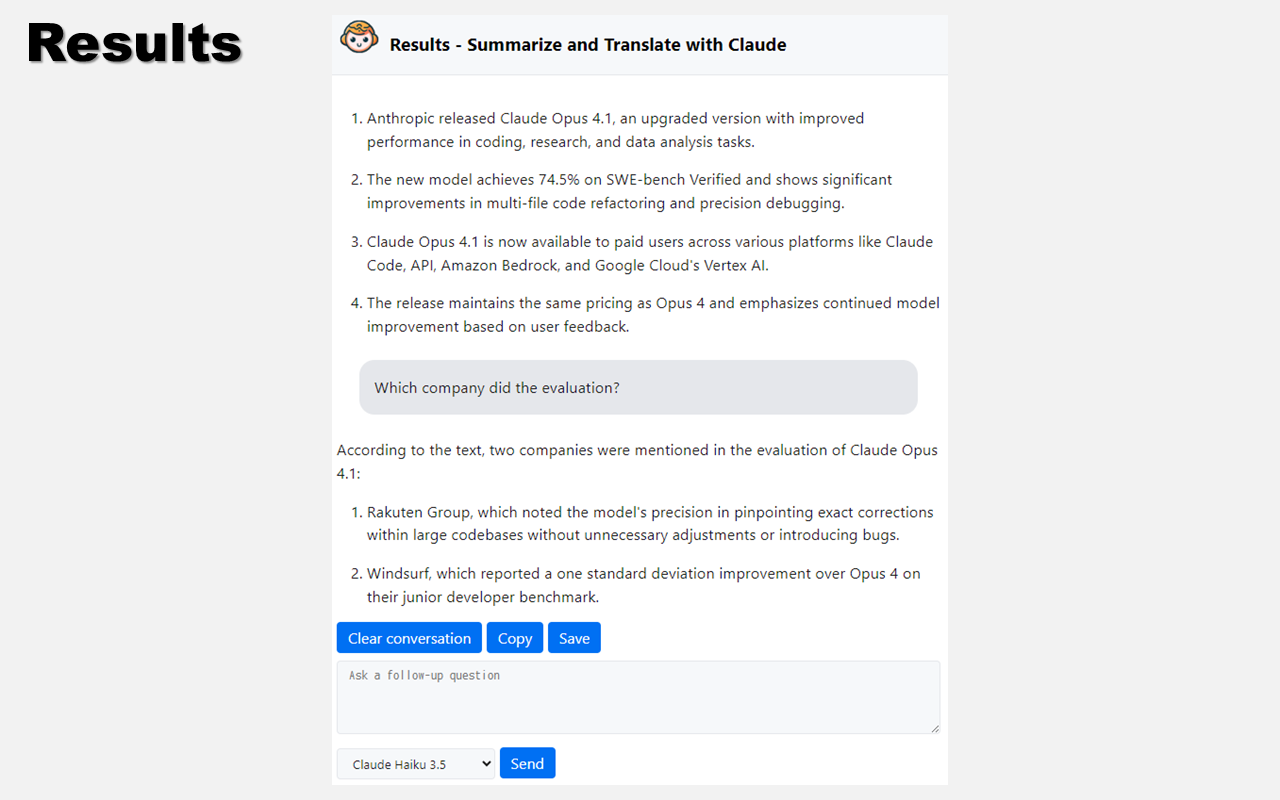 Results
Results - Summarize and Translate with Claude
1. Anthropic released Claude Opus 4.1, an upgraded version with improved
performance in coding, research, and data analysis tasks.
2. The new model achieves 74.5% on SWE-bench Verified and shows significant
improvements in multi-file code refactoring and precision debugging.
3. Claude Opus 4.1 is now available to paid users across various platforms like Claude
Code, API, Amazon Bedrock, and Google Cloud's Vertex AI.
4. The release maintains the same pricing as Opus 4 and emphasizes continued model
improvement based on user feedback.
Which company did the evaluation?
According to the text, two companies were mentioned in the evaluation of Claude Opus
4.1:
1. Rakuten Group, which noted the model's precision in pinpointing exact corrections
within large codebases without unnecessary adjustments or introducing bugs.
2. Windsurf, which reported a one standard deviation improvement over Opus 4 on
their junior developer benchmark.
Clear conversation Copy Save
Ask a follow-up question
Claude Haiku 3.5 Send